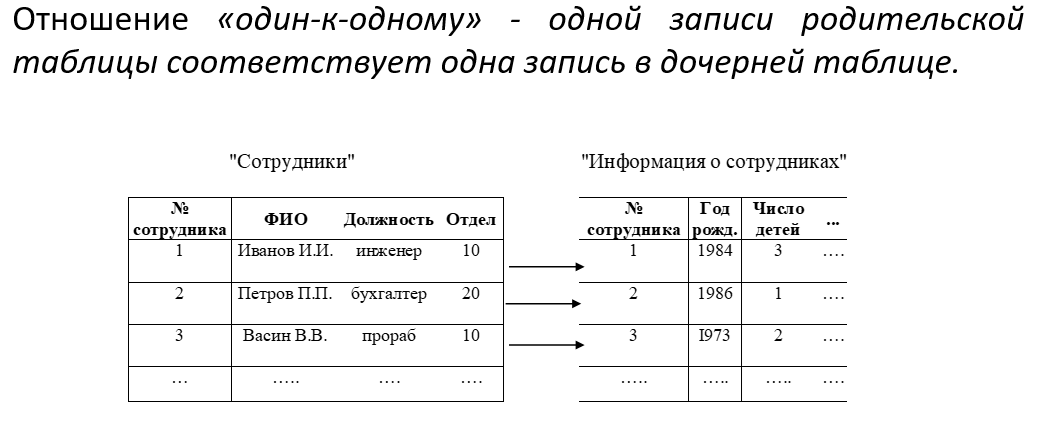 Отношение «один-к-одному» - одной записи родительской
таблицы соответствует одна запись в дочерней таблице.
"Сотрудники" "Информация о сотрудниках"
№ Год Число
сотрудника ФИО Должность Отдел сотрудника рожд. детей ...
1 Иванов И.И. инженер 10 1 1984 3 ….
2 Петров П.П. бухгалтер 20 2 1986 1 ….
3 Васин В.В. прораб 10 3 I973 2 ….
… ….. …. …. ….. ….. ….. ….